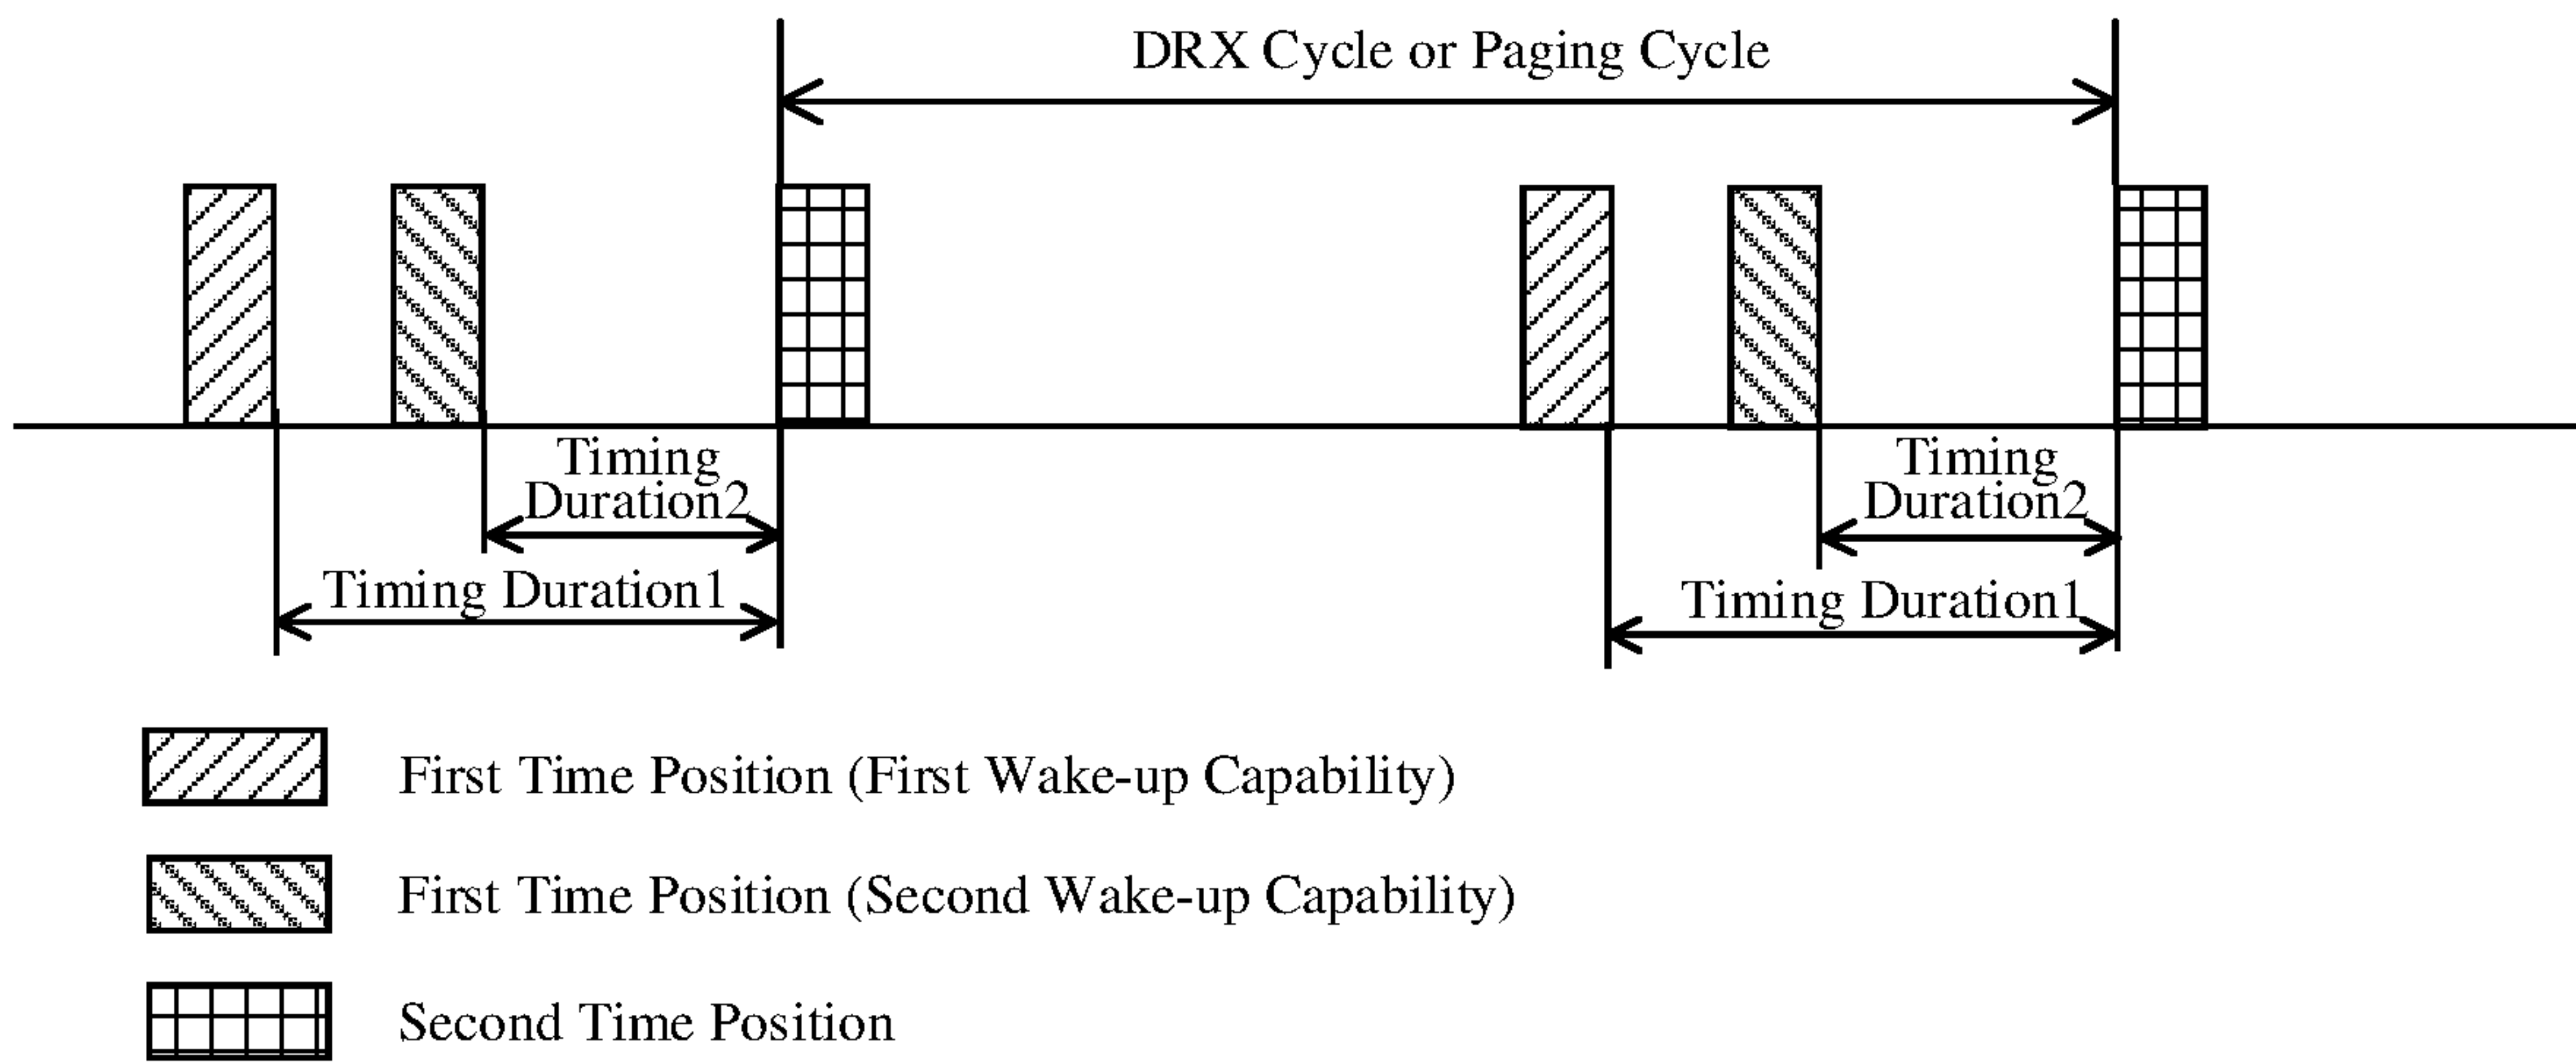 DRX Cycle or Paging Cycle
Timing
Duration2
Timing Duration1
Timing
Duration2
Timing Duration1
First Time Position (First Wake-up Capability)
First Time Position (Second Wake-up Capability)
Second Time Position